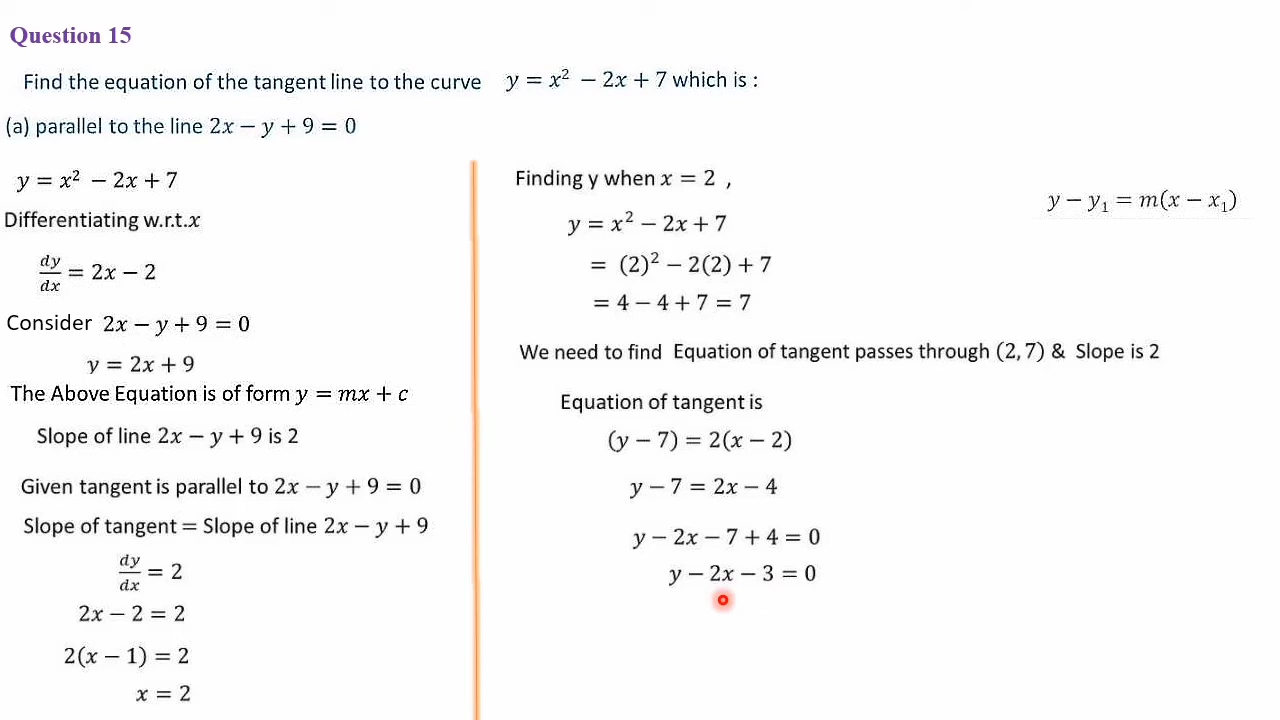 Question 15
Find the equation of the tangent line to the curve y = x² − 2x + 7 which is :
(a) parallel to the line 2x − y + 9 = 0
y = x² − 2x + 7
Differentiating w.r.t.x
dy/dx = 2x − 2
Consider 2x − y + 9 = 0
y = 2x + 9
The Above Equation is of form y = mx + c
Slope of line 2x − y + 9 is 2
Given tangent is parallel to 2x − y + 9 = 0
Slope of tangent = Slope of line 2x − y + 9
dy/dx = 2
2x − 2 = 2
2(x − 1) = 2
x = 2
Finding y when x = 2 ,
y = x² − 2x + 7
= (2)² − 2(2) + 7
= 4 − 4 + 7 = 7
We need to find Equation of tangent passes through (2, 7) & Slope is 2
Equation of tangent is
(y − 7) = 2(x − 2)
y − 7 = 2x − 4
y − 2x − 7 + 4 = 0
y − 2x − 3 = 0
y − y₁ = m(x − x₁)